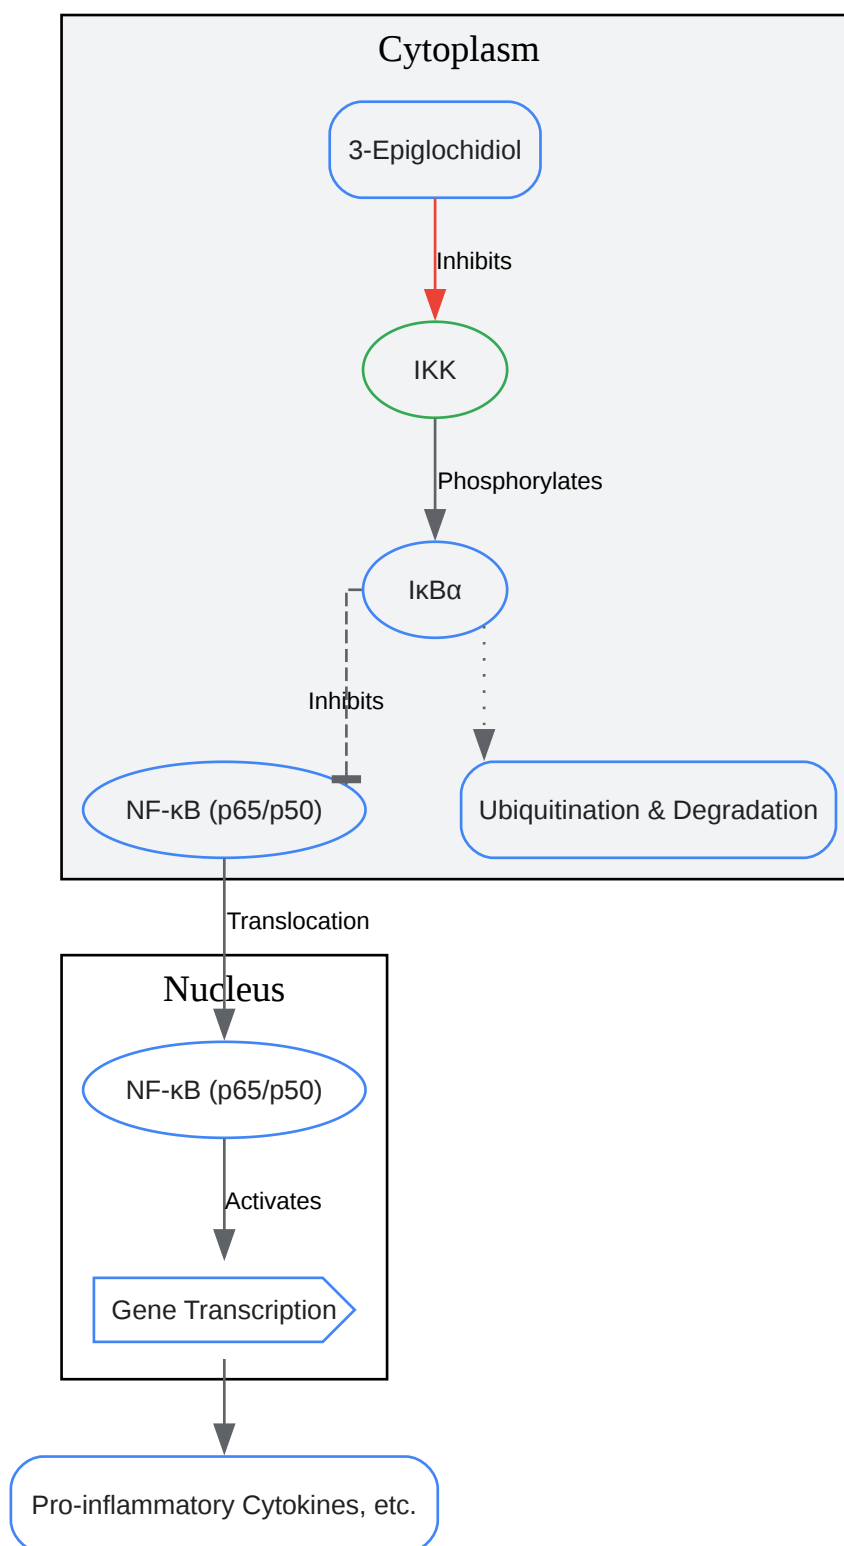 Cytoplasm
3-Epiglochidiol
Inhibits
IKK
Phosphorylates
IκBα
Inhibits
NF-κB (p65/p50)
Ubiquitination & Degradation
Translocation
Nucleus
NF-κB (p65/p50)
Activates
Gene Transcription
Pro-inflammatory Cytokines, etc.